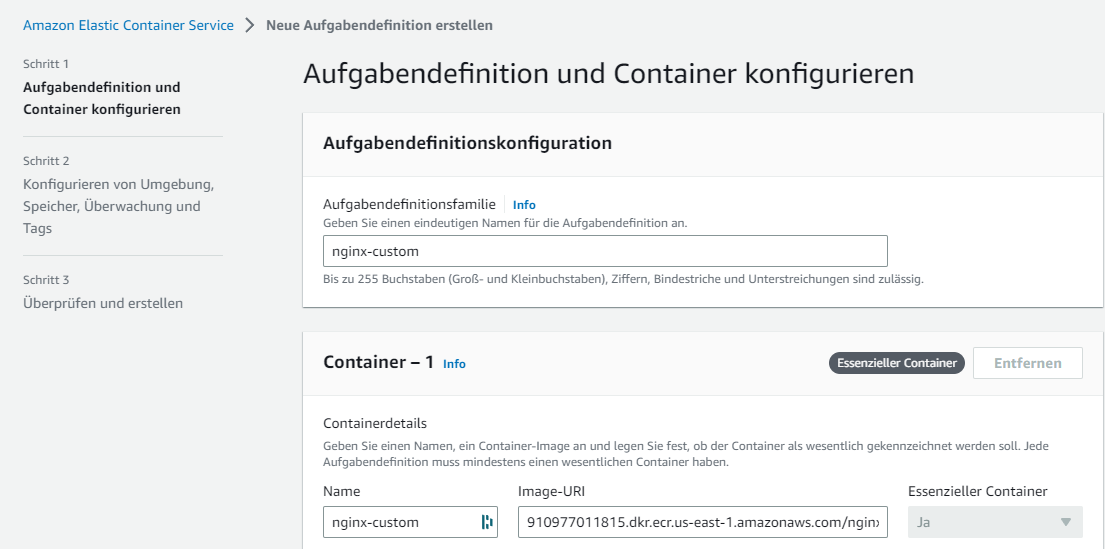 Amazon Elastic Container Service > Neue Aufgabendefinition erstellen
Schritt 1
Aufgabendefinition und
Container konfigurieren
Schritt 2
Konfigurieren von Umgebung,
Speicher, Überwachung und
Tags
Schritt 3
Überprüfen und erstellen
Aufgabendefinition und Container konfigurieren
Aufgabendefinitionskonfiguration
Aufgabendefinitionsfamilie Info
Geben Sie einen eindeutigen Namen für die Aufgabendefinition an.
nginx-custom
Bis zu 255 Buchstaben (Groß- und Kleinbuchstaben), Ziffern, Bindestriche und Unterstreichungen sind zulässig.
Container – 1 Info Essenzieller Container Entfernen
Containerdetails
Geben Sie einen Namen, ein Container-Image an und legen Sie fest, ob der Container als wesentlich gekennzeichnet werden soll. Jede
Aufgabendefinition muss mindestens einen wesentlichen Container haben.
Name Image-URI Essenzieller Container
nginx-custom 910977011815.dkr.ecr.us-east-1.amazonaws.com/nginx Ja